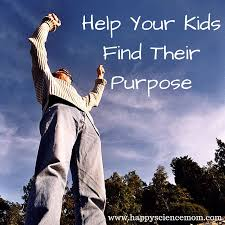 Help Your Kids
Find Their
Purpose
www.happysciencemom.com